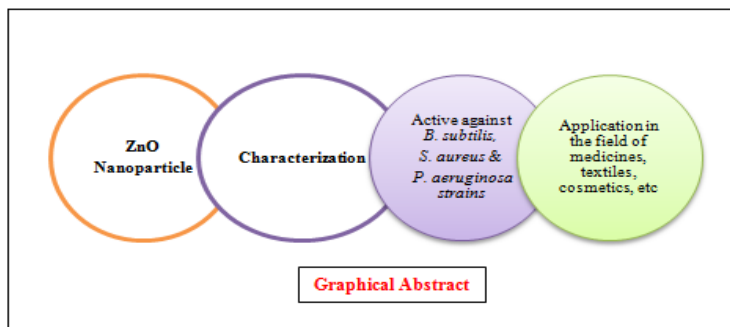 ZnO
Nanoparticle
Characterization
Active against
B. subtilis,
S. aureus &
P. aeruginosa
strains
Application in
the field of
medicines,
textiles,
cosmetics, etc
Graphical Abstract